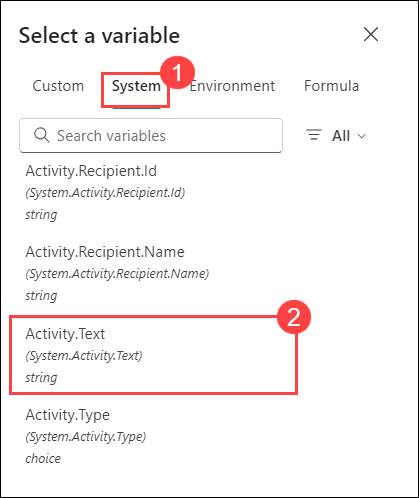 Select a variable
1
Custom System Environment Formula
Search variables All
Activity.Recipient.Id
(System.Activity.Recipient.Id)
string
Activity.Recipient.Name
(System.Activity.Recipient.Name)
string
2
Activity.Text
(System.Activity.Text)
string
Activity.Type
(System.Activity.Type)
choice